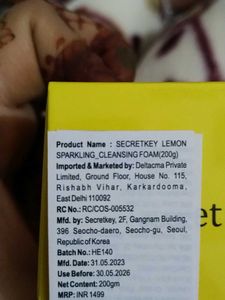 Product Name : SECRETKEY LEMON
SPARKLING_CLEANSING FOAM(200g)
Imported & Marketed by: Deltacma Private
Limited, Ground Floor, House No. 115,
Rishabh Vihar, Karkardooma,
East Delhi 110092
RC No.: RC/COS-005532
Mfg by: Secretkey, 2F, Gangnam Building,
396, Seocho-daero, Seocho-gu, Seoul,
Republic of Korea
Batch No.: HE140
Mfd. Date: 31.05.2023
Use Before: 30.05.2026
Net Content: 200gm
MRP: INR 1499
et